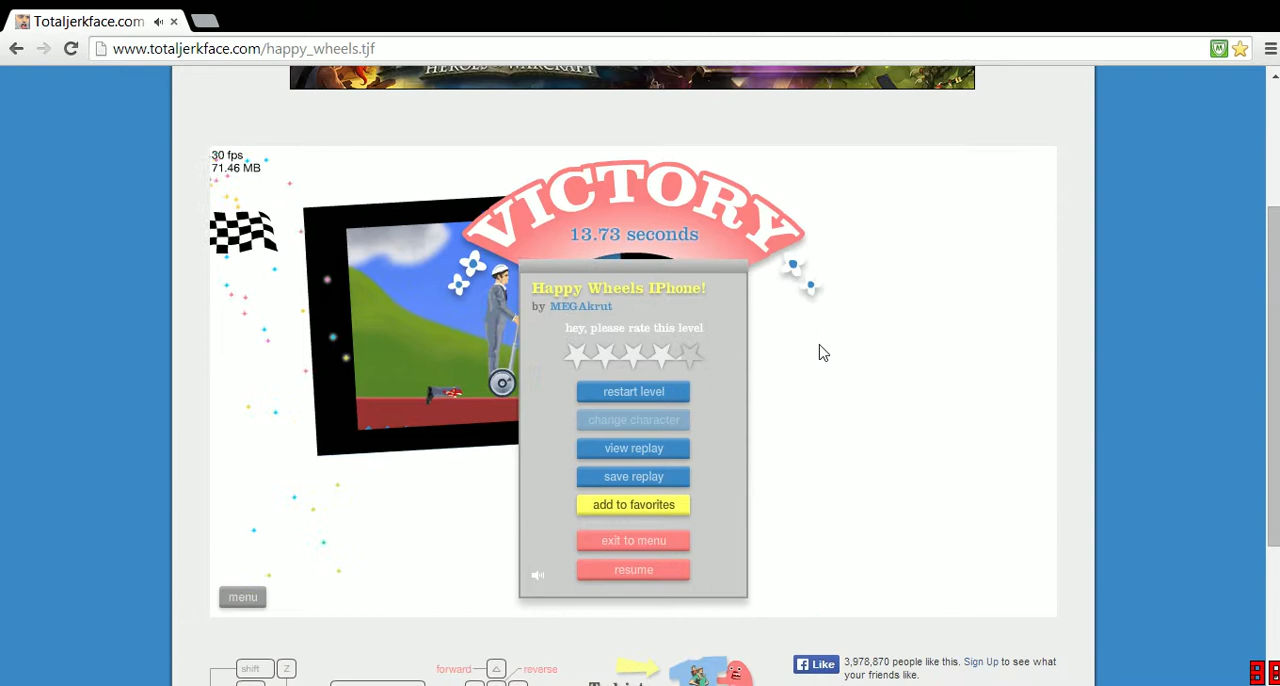 Totaljerkface.com
www.totaljerkface.com/happy_wheels.tjf
HEROES OF WARCRAFT
30 fps
71.46 MB
VICTORY
13.73 seconds
Happy Wheels IPhone!
by MEGAkrut
hey, please rate this level
restart level
change character
view replay
save replay
add to favorites
exit to menu
resume
menu
shift
Z
forward
reverse
Like
3,978,870 people like this. Sign Up to see what
your friends like.